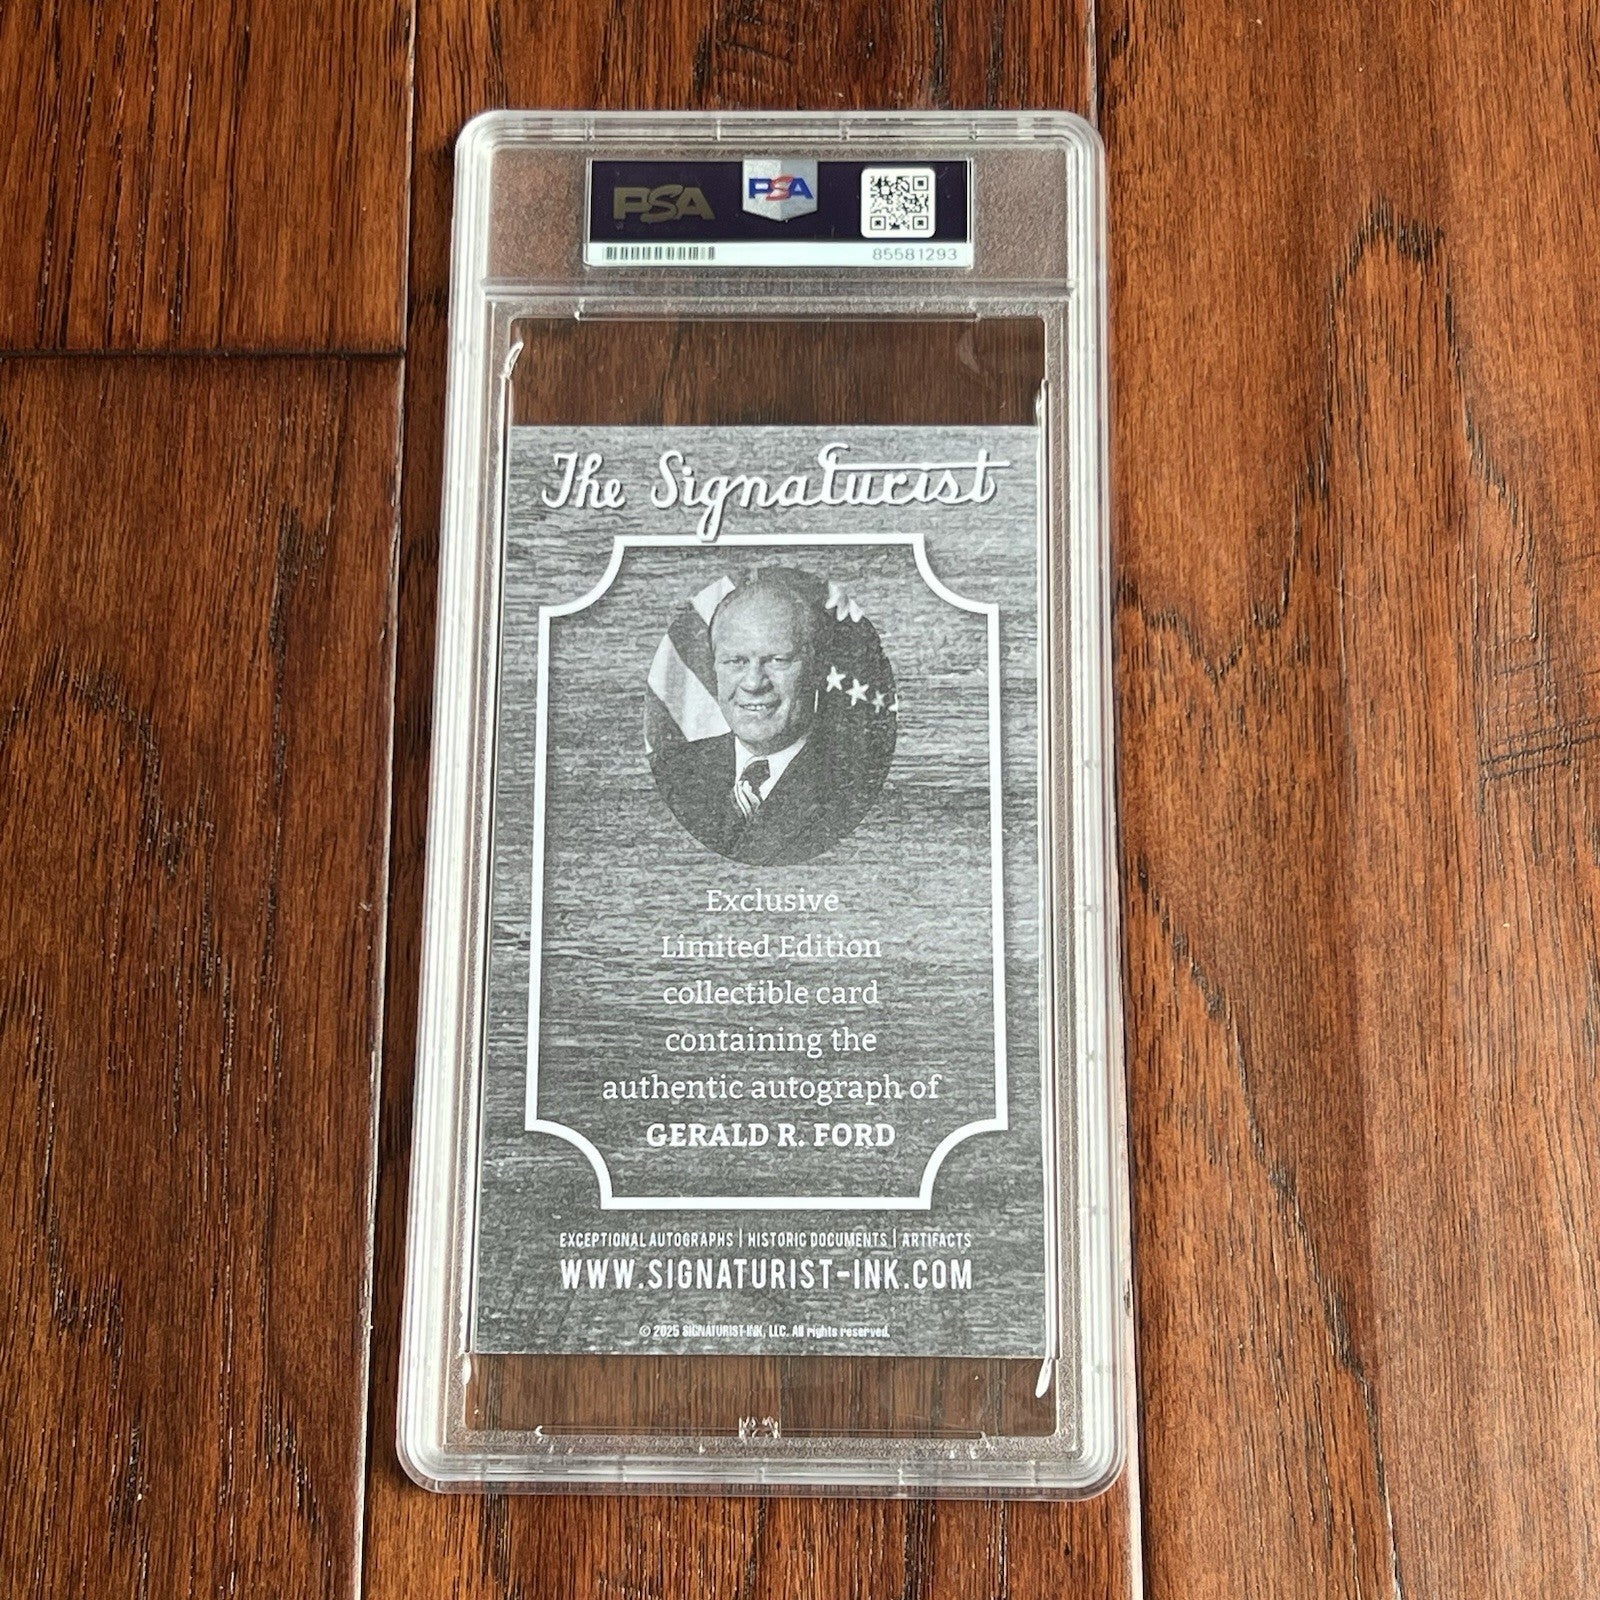 PSA
PSA
85581293
The Signaturist
Exclusive
Limited Edition
collectible card
containing the
authentic autograph of
GERALD R. FORD
EXCEPTIONAL AUTOGRAPHS | HISTORIC DOCUMENTS | ARTIFACTS
WWW.SIGNATURIST-INK.COM
© 2025 SIGNATURIST-INK, LLC. All rights reserved.